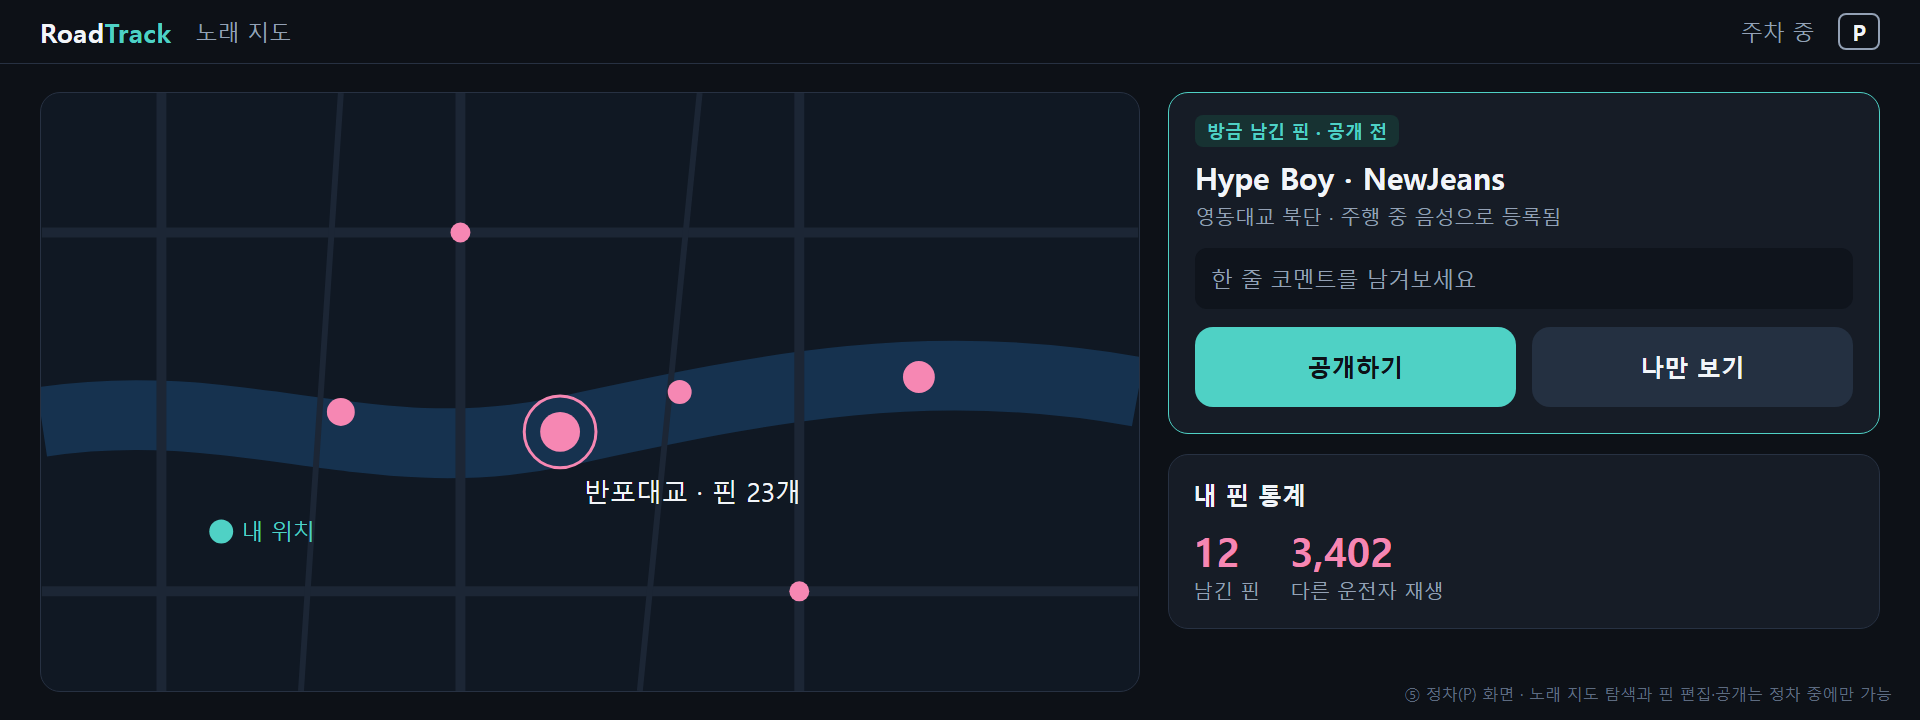 RoadTrack 노래 지도
주차 중 P
방금 남긴 핀 · 공개 전
Hype Boy · NewJeans
영동대교 북단 · 주행 중 음성으로 등록됨
한 줄 코멘트를 남겨보세요
공개하기
나만 보기
반포대교 · 핀 23개
내 위치
내 핀 통계
12
남긴 핀
3,402
다른 운전자 재생
⑤ 정차(P) 화면 · 노래 지도 탐색과 핀 편집·공개는 정차 중에만 가능